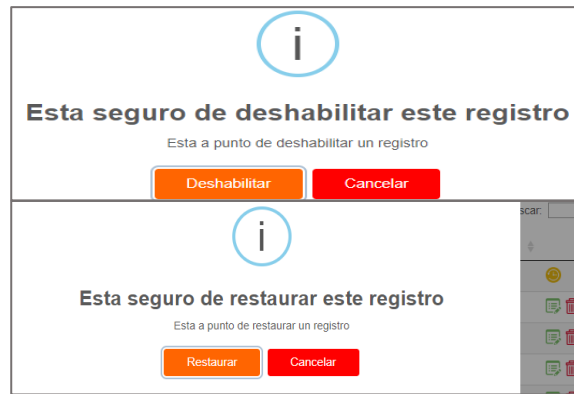 i
Esta seguro de deshabilitar este registro
Esta a punto de deshabilitar un registro
Deshabilitar Cancelar
scar:
i
Esta seguro de restaurar este registro
Esta a punto de restaurar un registro
Restaurar Cancelar